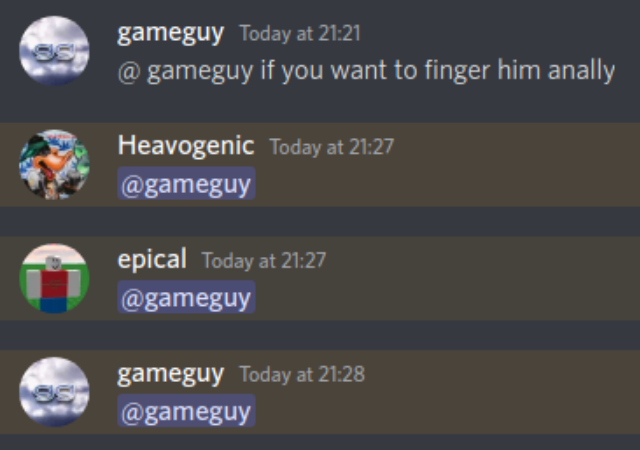 gameguy Today at 21:21
@ gameguy if you want to finger him anally
Heavogenic Today at 21:27
@gameguy
epical Today at 21:27
@gameguy
gameguy Today at 21:28
@gameguy